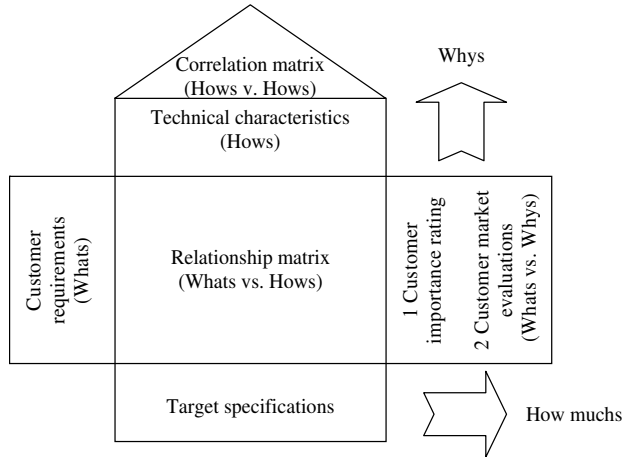 Correlation matrix
(Hows v. Hows)
Whys
Technical characteristics
(Hows)
Customer
requirements
(Whats)
Relationship matrix
(Whats vs. Hows)
1 Customer
importance rating
2 Customer market
evaluations
(Whats vs. Whys)
Target specifications
How muchs